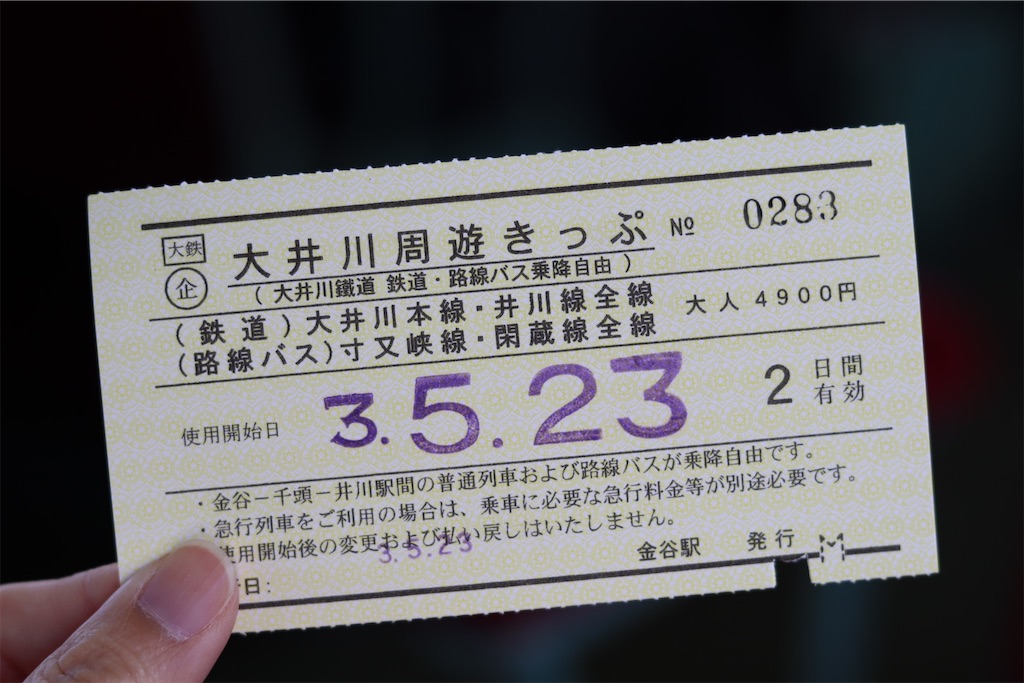 大鉄
企
大井川周遊きっぷ № 0283
(大井川鐵道 鉄道・路線バス乗降自由)
(鉄道)大井川本線・井川線全線 大人 4900円
(路線バス)寸又峡線・閑蔵線全線
使用開始日 3.5.23 2 日間有効
・金谷－千頭－井川駅間の普通列車および路線バスが乗降自由です。
・急行列車をご利用の場合は、乗車に必要な急行料金等が別途必要です。
使用開始後の変更および払い戻しはいたしません。
3.5.23
金谷駅 発行
日: